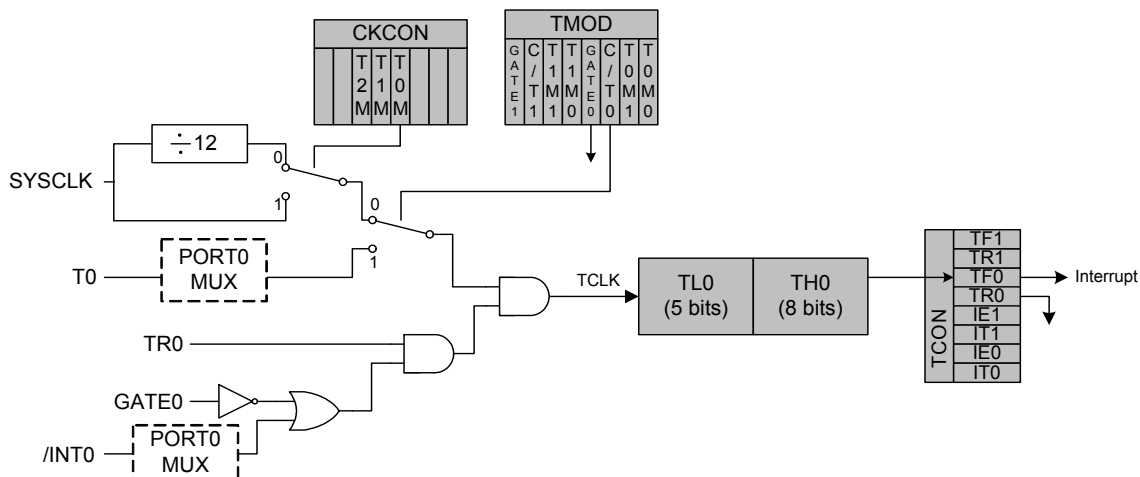 CKCON
T2M
T1M
T0M
TMOD
GATE1
C/T1
T1M1
T1M0
GATE0
C/T0
T0M1
T0M0
÷12
0
1
SYSCLK
0
1
T0
PORT0
MUX
TCLK
TL0
(5 bits)
TH0
(8 bits)
TCON
TF1
TR1
TF0
TR0
IE1
IT1
IE0
IT0
Interrupt
TR0
GATE0
/INT0
PORT0
MUX